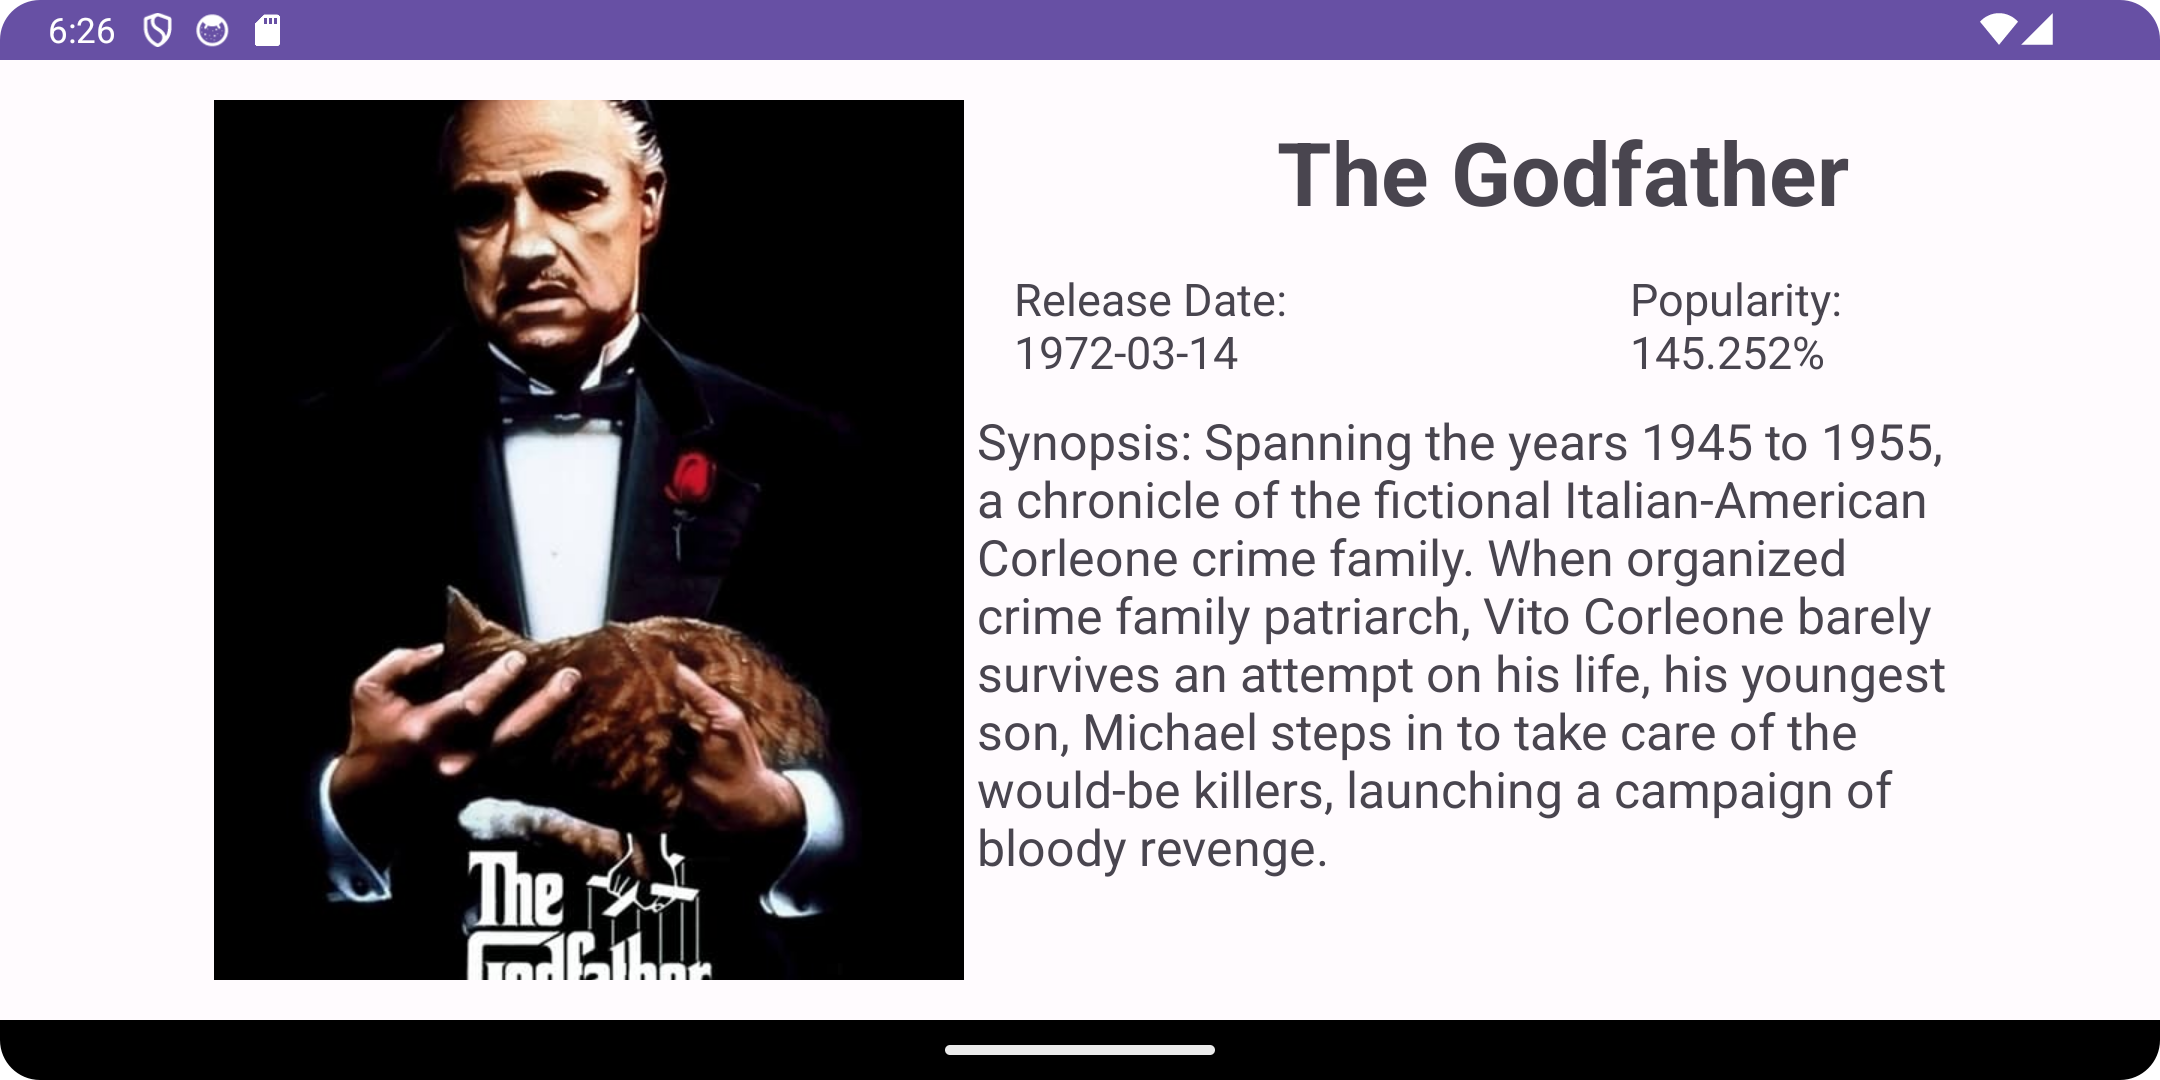 6:26
The
Godfather
The Godfather
Release Date:
1972-03-14
Popularity:
145.252%
Synopsis: Spanning the years 1945 to 1955,
a chronicle of the fictional Italian-American
Corleone crime family. When organized
crime family patriarch, Vito Corleone barely
survives an attempt on his life, his youngest
son, Michael steps in to take care of the
would-be killers, launching a campaign of
bloody revenge.